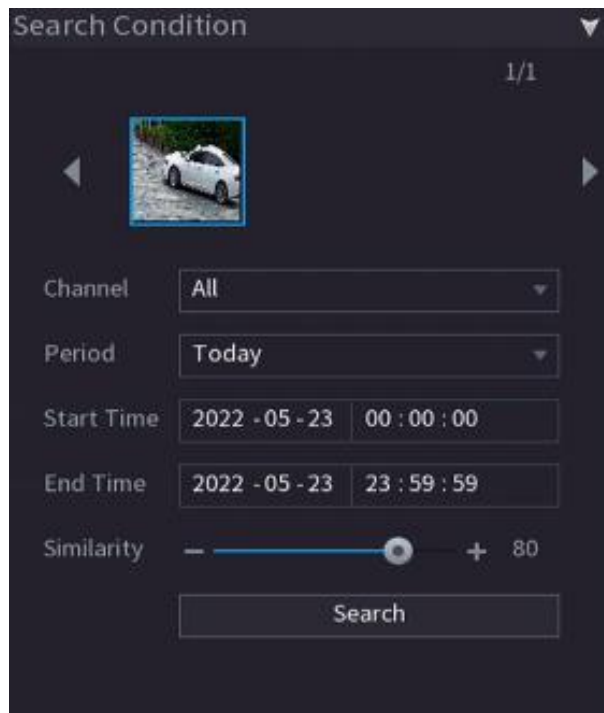 Search Condition
1/1
Channel All
Period Today
Start Time 2022 -05 -23 00 : 00 : 00
End Time 2022 -05 -23 23 : 59 : 59
Similarity − + 80
Search